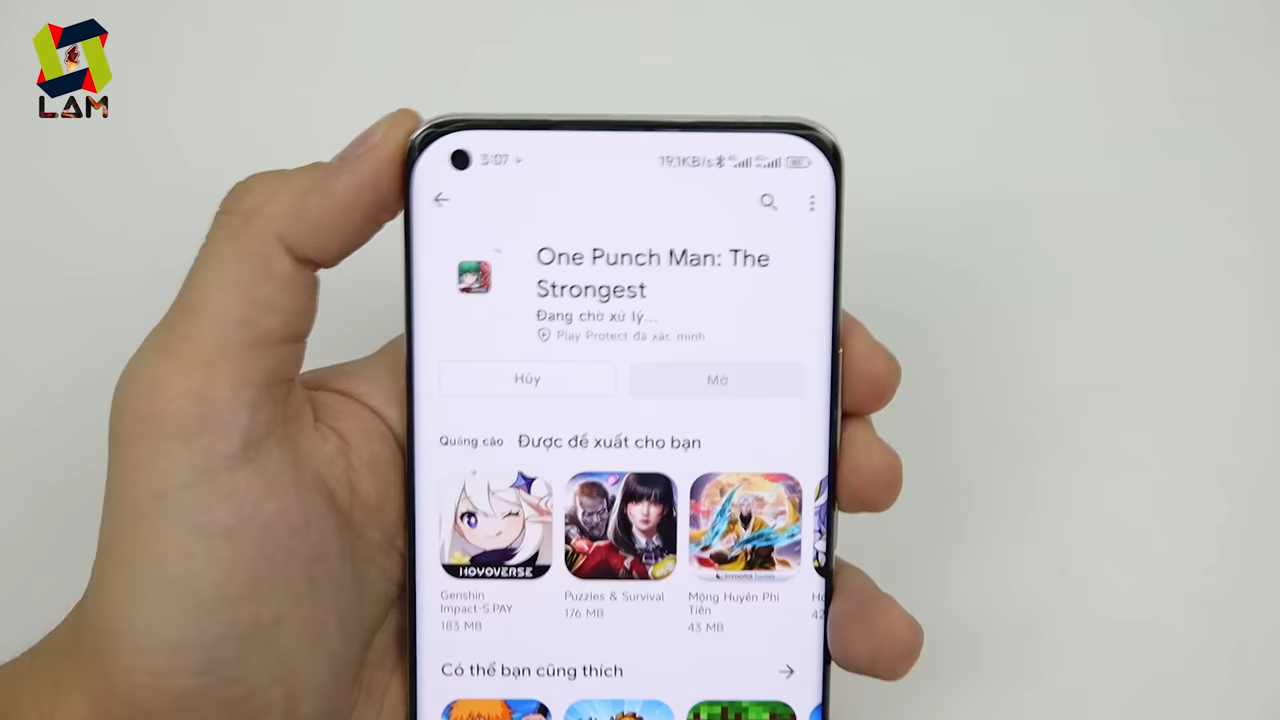 LAM
3:07
19,1KB/s
One Punch Man: The
Strongest
Đang chờ xử lý...
Play Protect đã xác minh
Hủy
Mở
Quảng cáo
Được đề xuất cho bạn
HOYOVERSE
Genshin
Impact-S.PAY
183 MB
Puzzles & Survival
176 MB
Mộng Huyễn Phi
Tiên
43 MB
Có thể bạn cũng thích